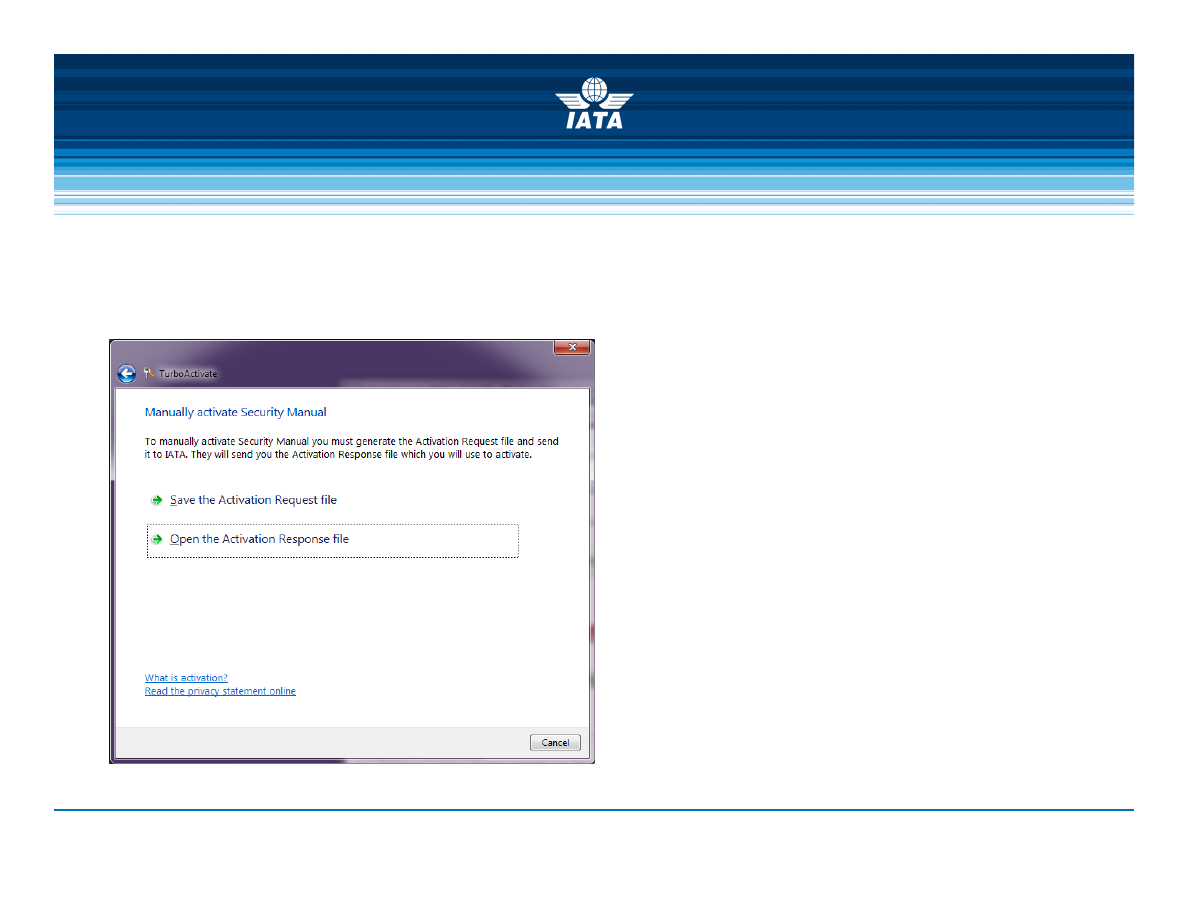 IATA
TurboActivate
Manually activate Security Manual
To manually activate Security Manual you must generate the Activation Request file and send
it to IATA. They will send you the Activation Response file which you will use to activate.
Save the Activation Request file
Open the Activation Response file
What is activation?
Read the privacy statement online
Cancel